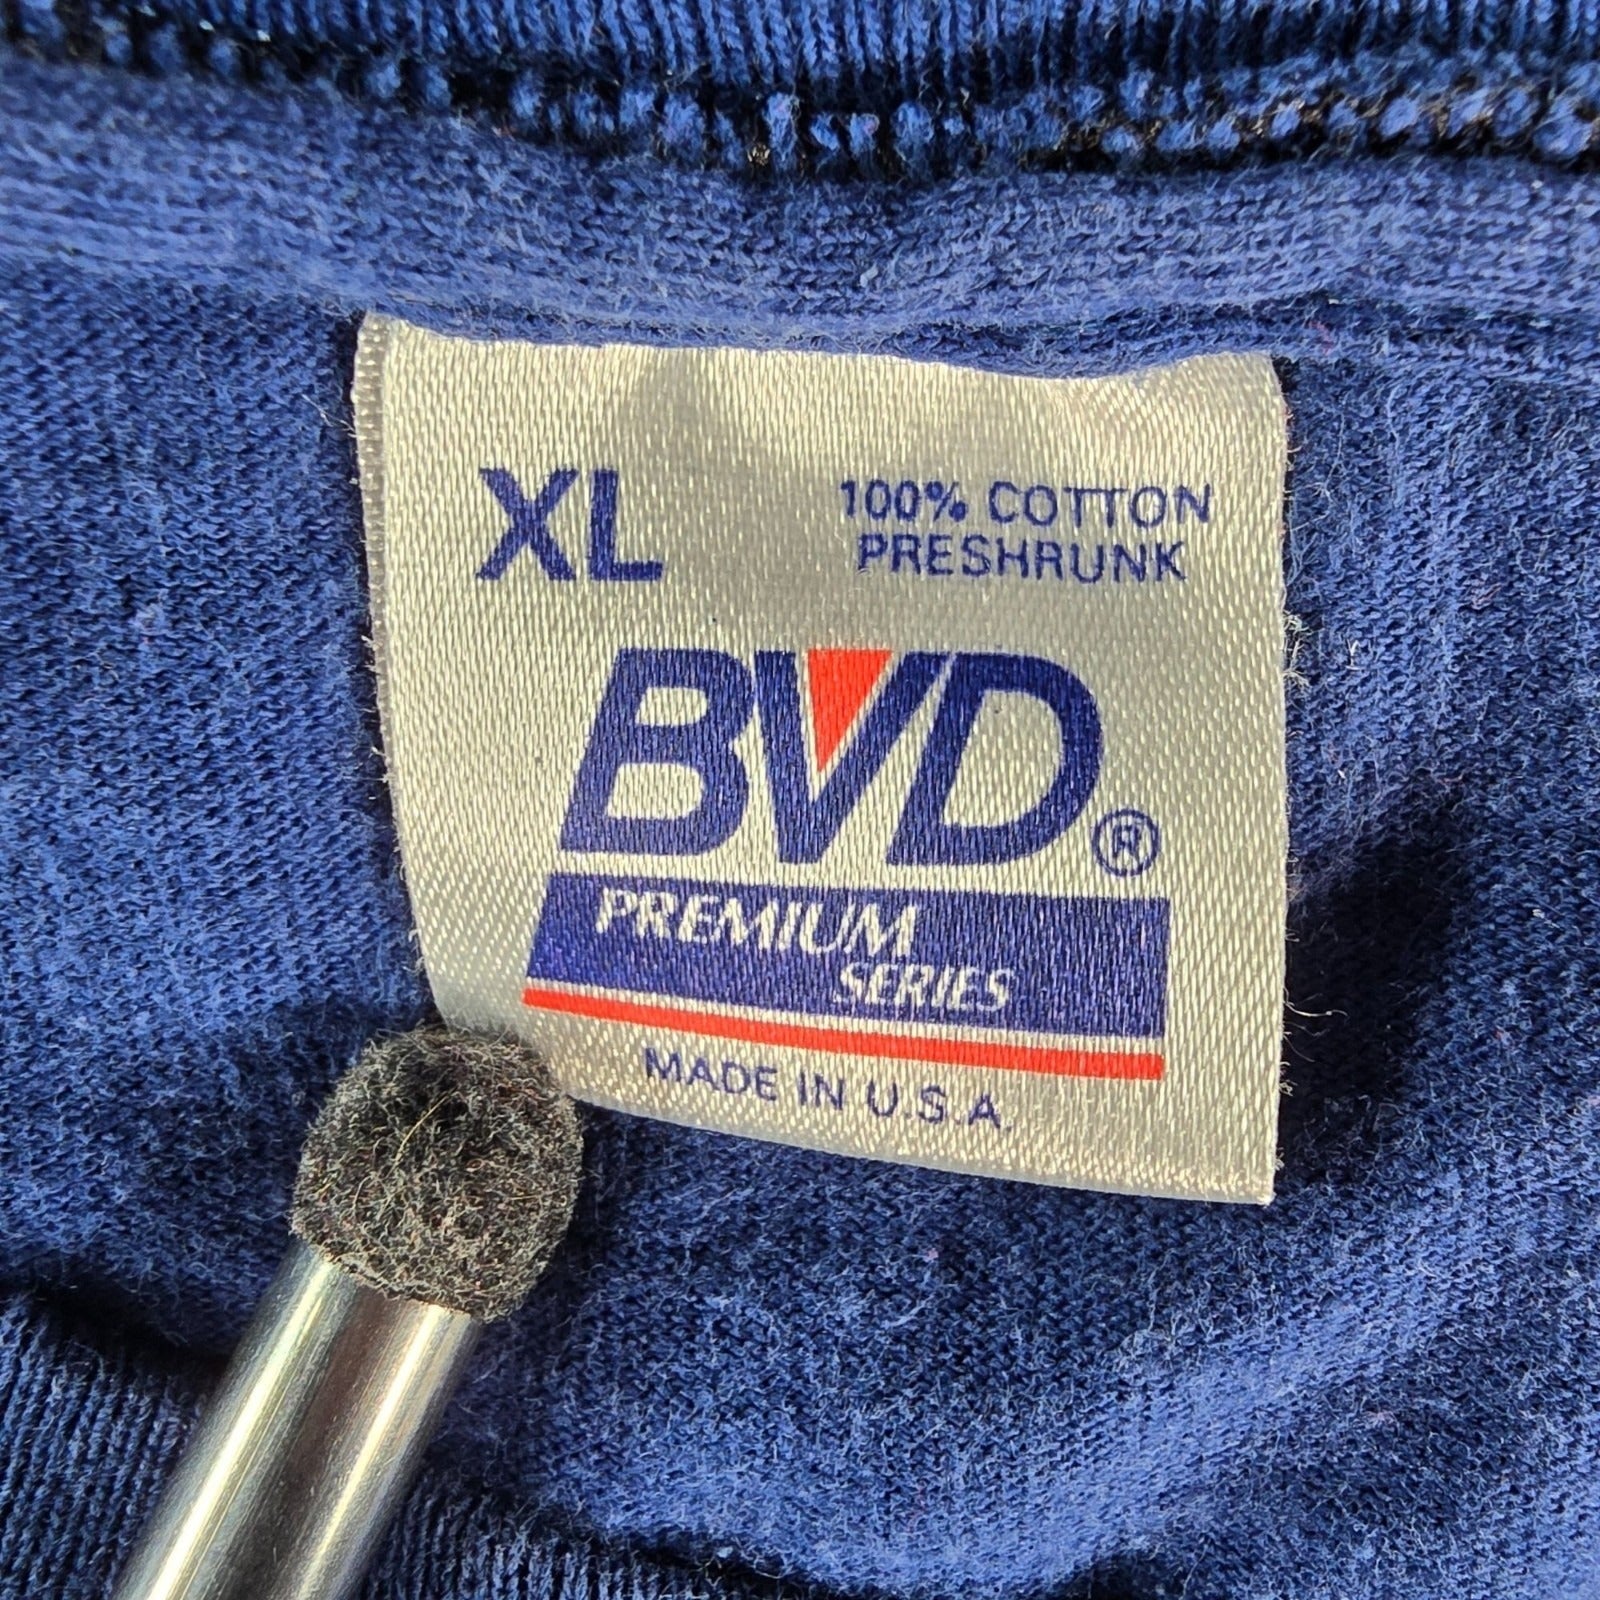 XL
100% COTTON
PRESHRUNK
BVD®
PREMIUM
SERIES
MADE IN U.S.A.